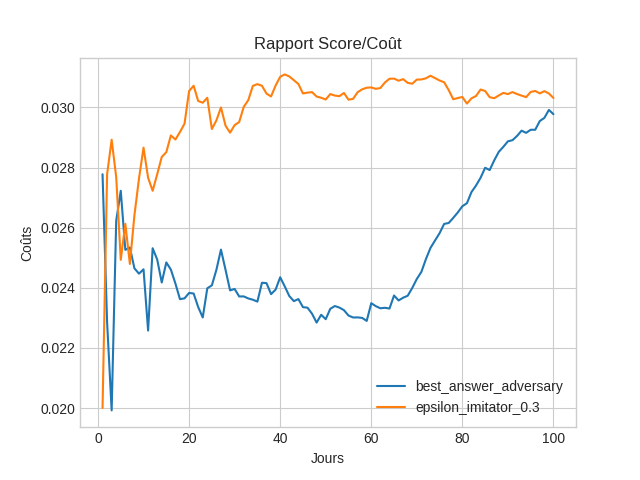 Rapport Score/Coût
Coûts
0.030
0.028
0.026
0.024
0.022
0.020
best_answer_adversary
epsilon_imitator_0.3
0 20 40 60 80 100
Jours